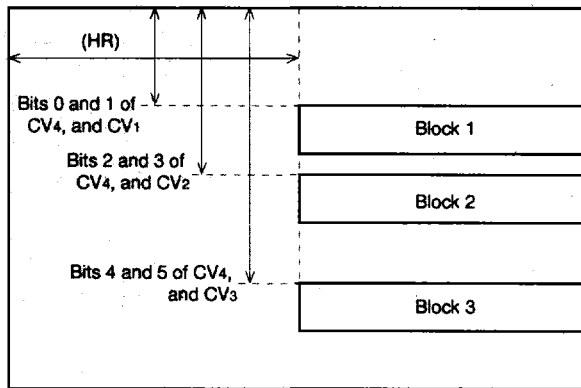 (HR)
Bits 0 and 1 of
CV4, and CV1
Block 1
Bits 2 and 3 of
CV4, and CV2
Block 2
Bits 4 and 5 of CV4,
and CV3
Block 3